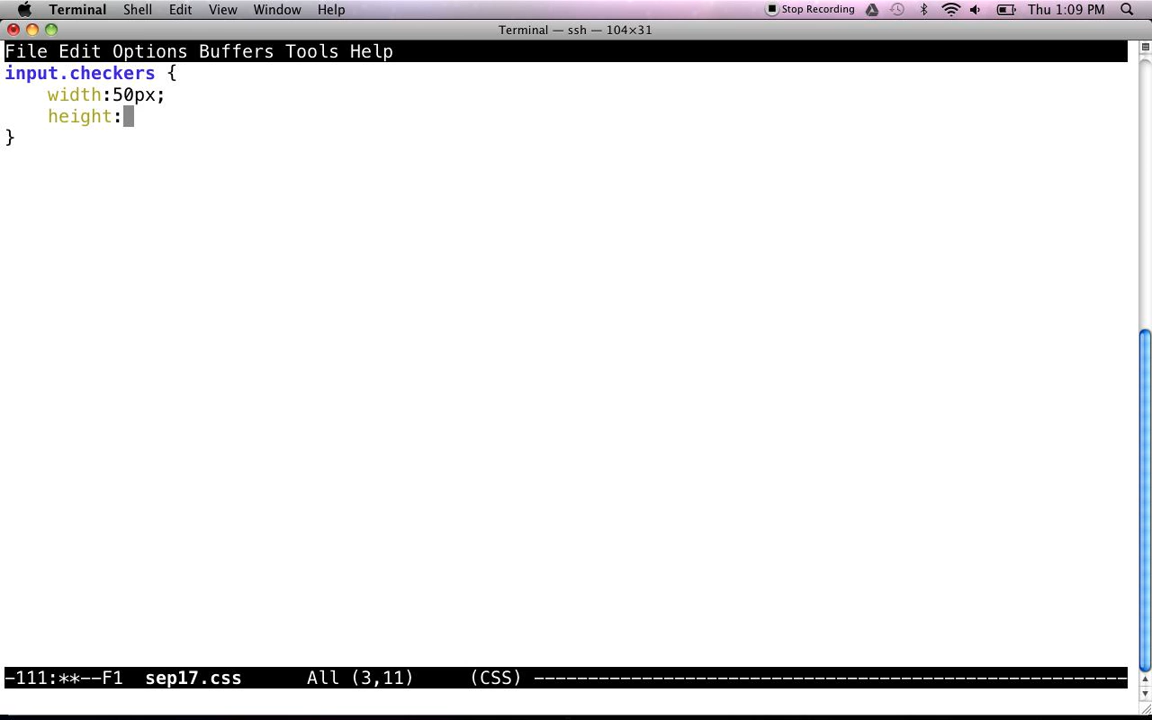 Terminal Shell Edit View Window Help Stop Recording Thu 1:09 PM
Terminal — ssh — 104×31
File Edit Options Buffers Tools Help
input.checkers {
    width:50px;
    height:
}
-111:**--F1  sep17.css      All (3,11)     (CSS) -------------------------------------------------------